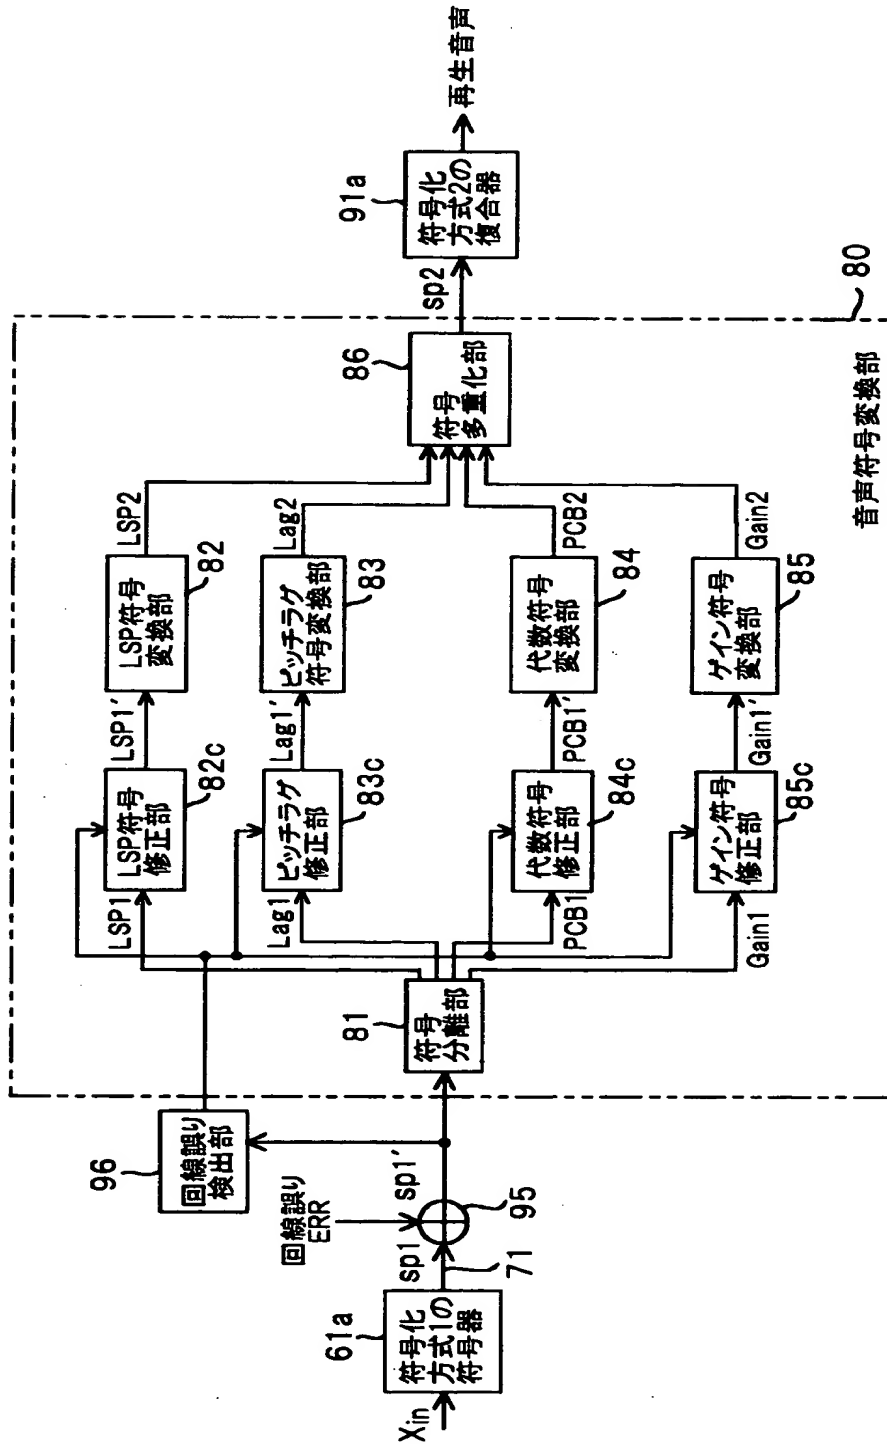 Xin
61a
符号化
方式1の
符号器
sp1
71
回線誤り
ERR
sp1'
95
96
回線誤り
検出部
81
符号
分離部
LSP1
LSP符号
修正部
82c
LSP1'
LSP符号
変換部
82
LSP2
Lag1
ピッチラグ
修正部
83c
Lag1'
ピッチラグ
符号変換部
83
Lag2
PCB1
代数符号
修正部
84c
PCB1'
代数符号
変換部
84
PCB2
Gain1
ゲイン符号
修正部
85c
Gain1'
ゲイン符号
変換部
85
Gain2
86
符号
多重化部
sp2
91a
符号化
方式2の
復合器
再生音声
80
音声符号変換部